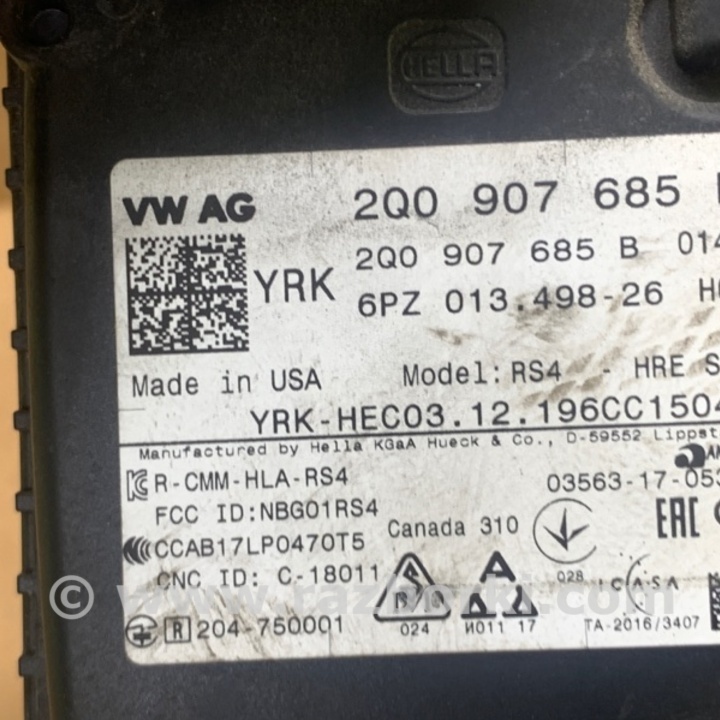 HELLA
VW AG 2Q0 907 685
2Q0 907 685 B 014
YRK
6PZ 013.498-26
Made in USA Model: RS4 - HRE S
YRK-HEC03.12.196CC1504
Manufactured by Hella KGaA Hueck & Co., D-59552 Lippst
R-CMM-HLA-RS4 03563-17-053
FCC ID:NBG01RS4 Canada 310 EAC
CCAB17LP0470T5
CNC ID: C-18011 028 ICASA
R 204-750001 024 И011 17 TA-2016/3407